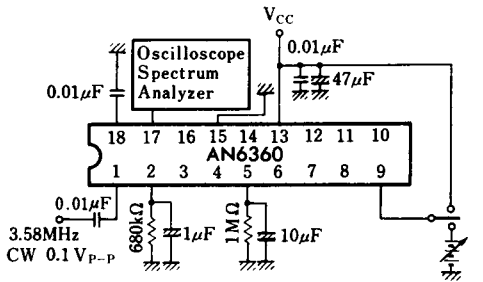 V_CC
Oscilloscope
Spectrum
Analyzer
0.01μF
0.01μF
47μF
18 17 16 15 14 13 12 11 10
AN6360
1 2 3 4 5 6 7 8 9
0.01μF
3.58MHz
CW 0.1 V_P-P
680kΩ
1μF
1MΩ
10μF